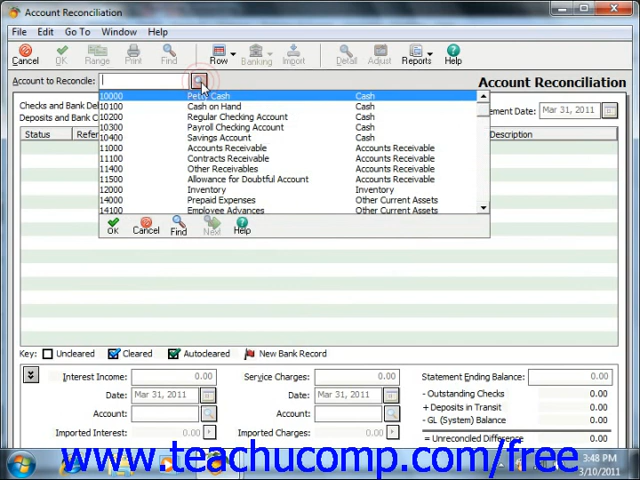 Account Reconciliation
File Edit Go To Window Help
Cancel OK Range Print Find Row Banking Import Detail Adjust Reports Help
Account to Reconcile:
Account Reconciliation
10000 Petty Cash Cash
10100 Cash on Hand Cash
10200 Regular Checking Account Cash
10300 Payroll Checking Account Cash
10400 Savings Account Cash
11000 Accounts Receivable Accounts Receivable
11100 Contracts Receivable Accounts Receivable
11400 Other Receivables Accounts Receivable
11500 Allowance for Doubtful Account Accounts Receivable
12000 Inventory Inventory
14000 Prepaid Expenses Other Current Assets
14100 Employee Advances Other Current Assets
OK Cancel Find Next Help
Checks and Bank De
Deposits and Bank C
ment Date: Mar 31, 2011
Status Refer Description
Key: Uncleared Cleared Autocleared New Bank Record
Interest Income: 0.00 Service Charges: 0.00 Statement Ending Balance: 0.00
Date: Mar 31, 2011 Date: Mar 31, 2011 - Outstanding Checks 0.00
+ Deposits in Transit 0.00
Account: Account: - GL (System) Balance 0.00
Imported Interest: Imported Charges: = Unreconciled Difference 0.00
www.teachucomp.com/free
3:48 PM
3/10/2011